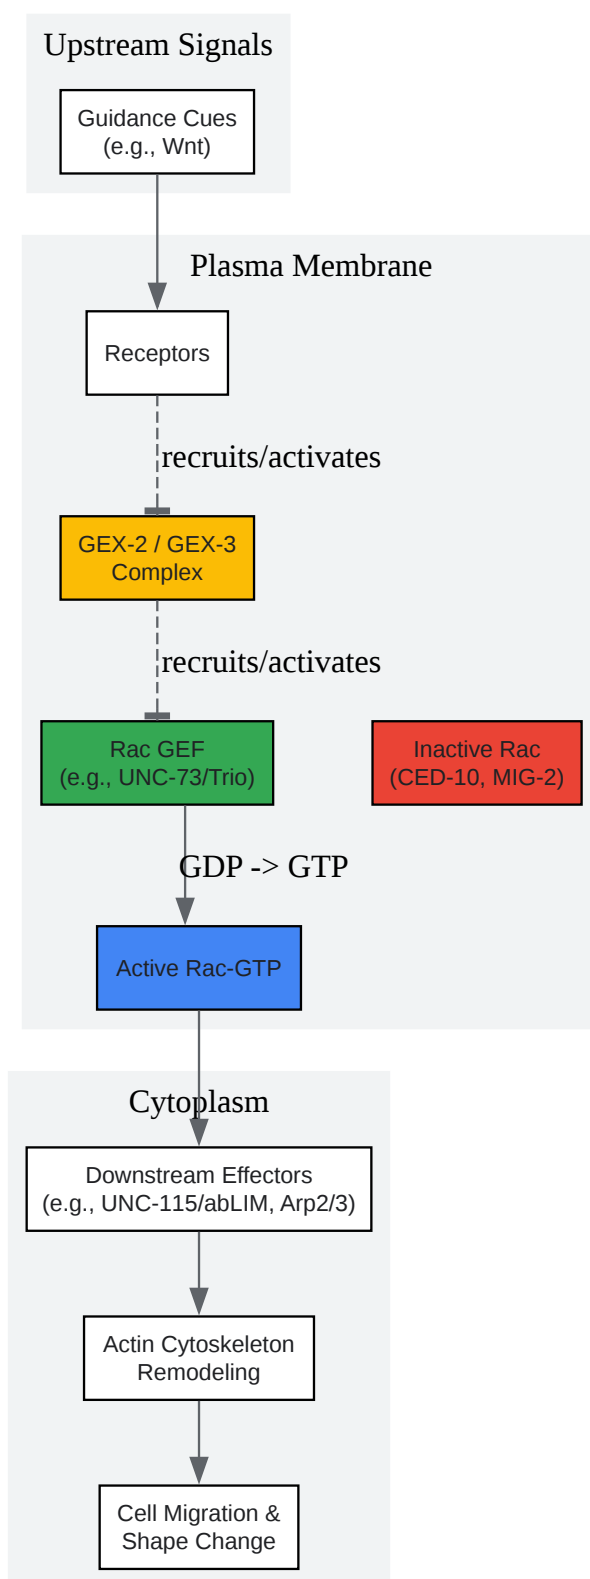 Upstream Signals
Guidance Cues
(e.g., Wnt)
Plasma Membrane
Receptors
recruits/activates
GEX-2 / GEX-3
Complex
recruits/activates
Rac GEF
(e.g., UNC-73/Trio)
Inactive Rac
(CED-10, MIG-2)
GDP -> GTP
Active Rac-GTP
Cytoplasm
Downstream Effectors
(e.g., UNC-115/abLIM, Arp2/3)
Actin Cytoskeleton
Remodeling
Cell Migration &
Shape Change